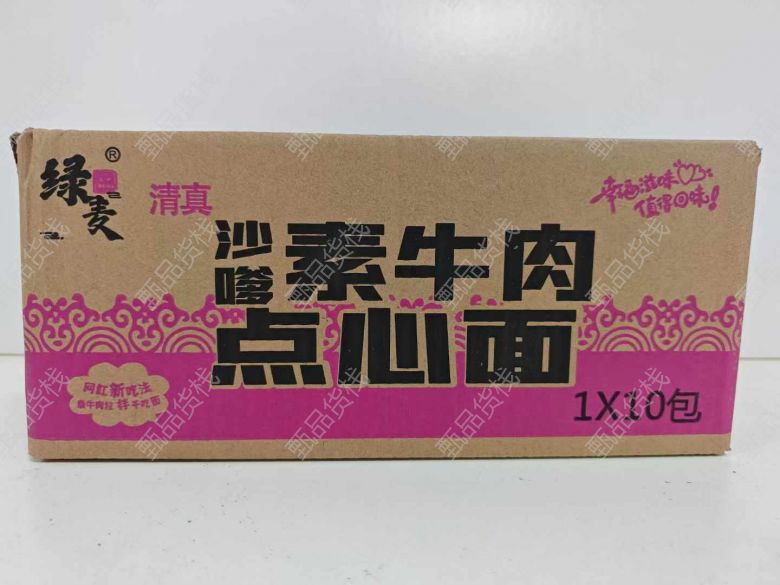 绿麦®
清真
幸福滋味
值得回味!
沙嗲
素牛肉
点心面
网红新吃法
素牛肉粒 拌干吃面
1X10包
甄品货栈